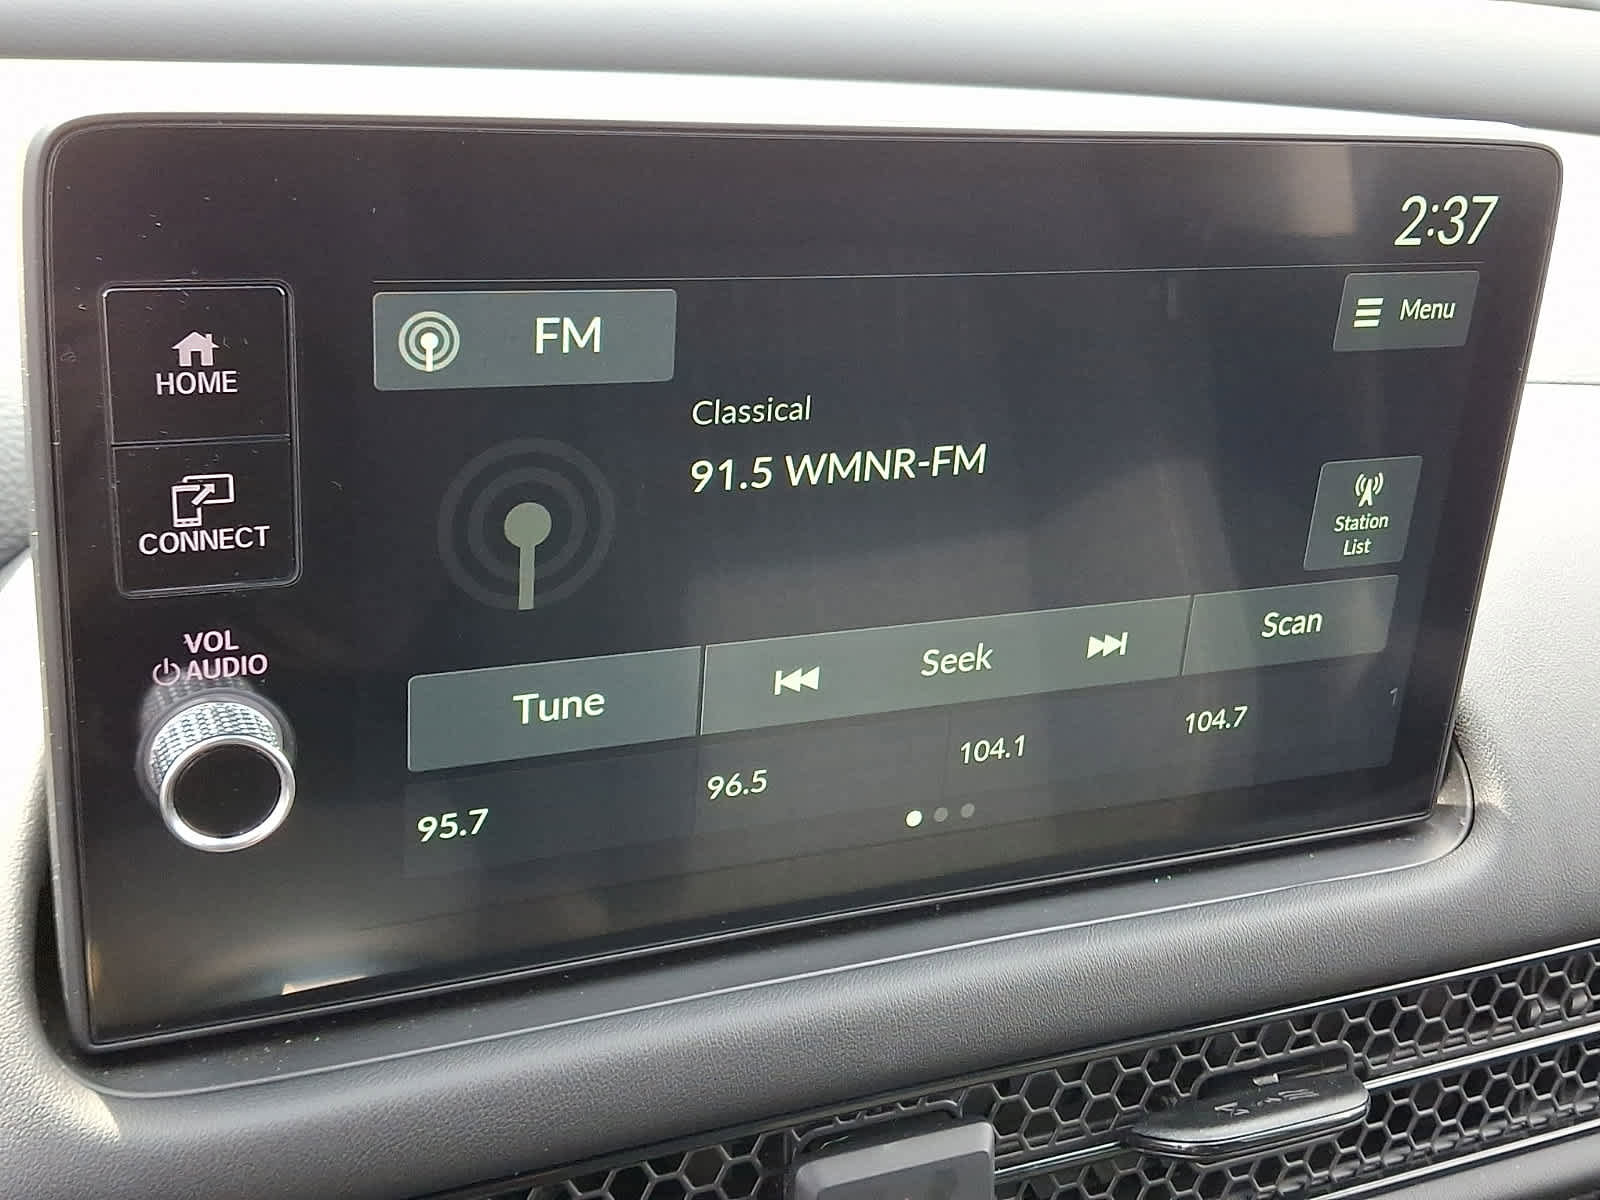 2:37
Menu
HOME
FM
Classical
91.5 WMNR-FM
CONNECT
Station
List
VOL
AUDIO
Tune
Seek
Scan
95.7
96.5
104.1
104.7
1